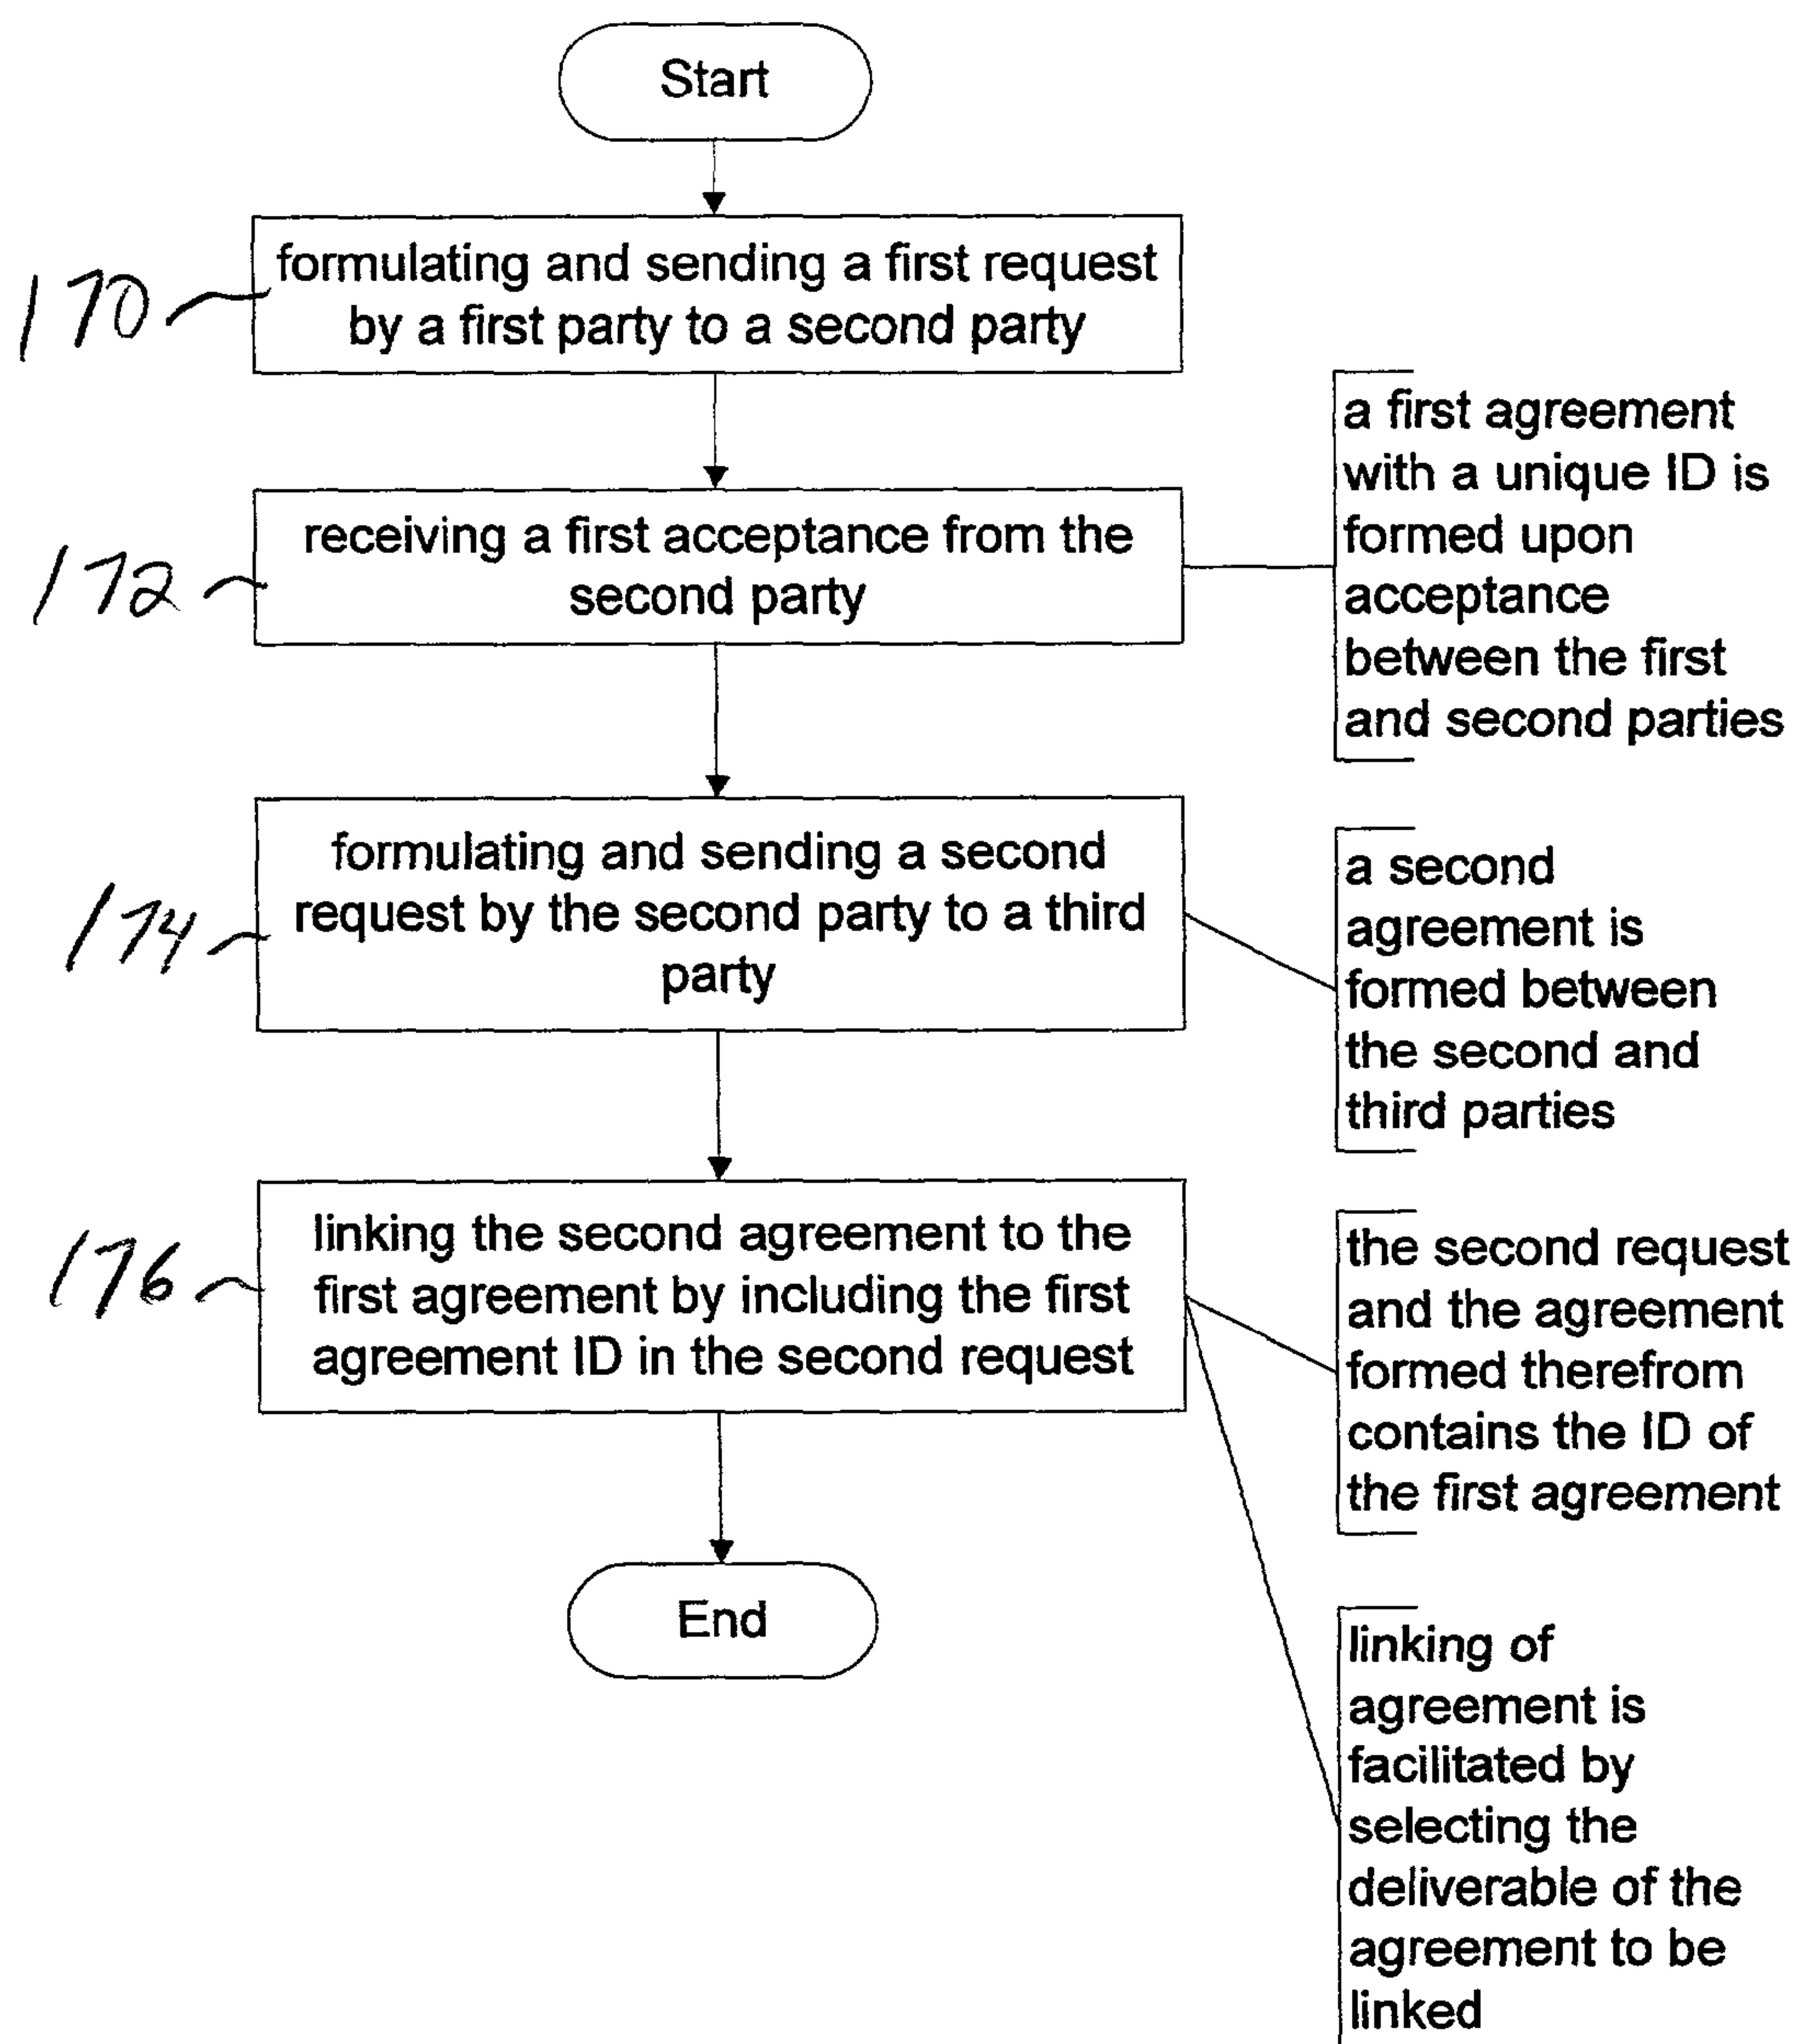 Start
170
formulating and sending a first request
by a first party to a second party
172
receiving a first acceptance from the
second party
a first agreement
with a unique ID is
formed upon
acceptance
between the first
and second parties
174
formulating and sending a second
request by the second party to a third
party
a second
agreement is
formed between
the second and
third parties
176
linking the second agreement to the
first agreement by including the first
agreement ID in the second request
the second request
and the agreement
formed therefrom
contains the ID of
the first agreement
linking of
agreement is
facilitated by
selecting the
deliverable of the
agreement to be
linked
End